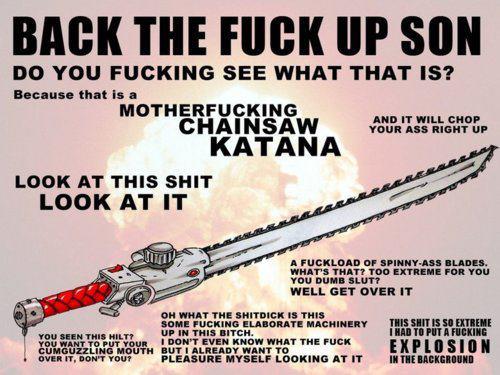 BACK THE FUCK UP SON
DO YOU FUCKING SEE WHAT THAT IS?
Because that is a
MOTHERFUCKING
CHAINSAW
KATANA
AND IT WILL CHOP
YOUR ASS RIGHT UP
LOOK AT THIS SHIT
LOOK AT IT
A FUCKLOAD OF SPINNY-ASS BLADES.
WHAT'S THAT? TOO EXTREME FOR YOU
YOU DUMB SLUT?
WELL GET OVER IT
YOU SEEN THIS HILT?
YOU WANT TO PUT YOUR
CUMGUZZLING MOUTH
OVER IT, DON'T YOU?
OH WHAT THE SHITDICK IS THIS
SOME FUCKING ELABORATE MACHINERY
UP IN THIS BITCH.
I DON'T EVEN KNOW WHAT THE FUCK
BUT I ALREADY WANT TO
PLEASURE MYSELF LOOKING AT IT
THIS SHIT IS SO EXTREME
I HAD TO PUT A FUCKING
EXPLOSION
IN THE BACKGROUND